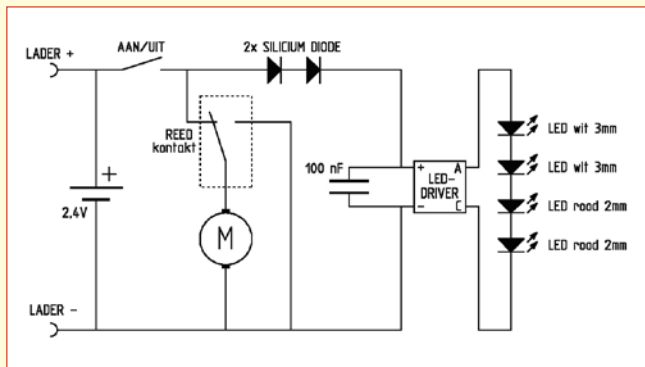 LADER +
AAN/UIT
2x SILICIUM DIODE
REED
kontakt
100 nF
+ A
LED-
DRIVER
- C
LED wit 3mm
LED wit 3mm
LED rood 2mm
LED rood 2mm
+
2.4V
M
LADER -